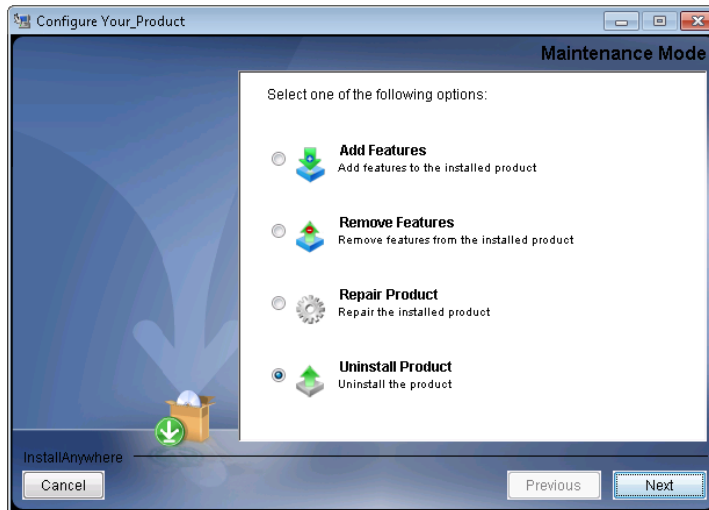 Configure Your_Product
Maintenance Mode
Select one of the following options:
Add Features
Add features to the installed product
Remove Features
Remove features from the installed product
Repair Product
Repair the installed product
Uninstall Product
Uninstall the product
InstallAnywhere
Cancel
Previous
Next